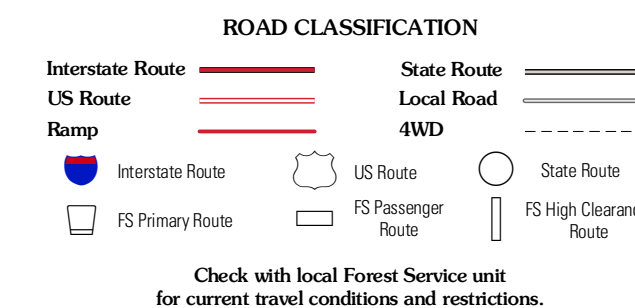 ROAD CLASSIFICATION
Interstate Route
State Route
US Route
Local Road
Ramp
4WD
Interstate Route
US Route
State Route
FS Primary Route
FS Passenger
Route
FS High Clearanc
Route
Check with local Forest Service unit
for current travel conditions and restrictions.